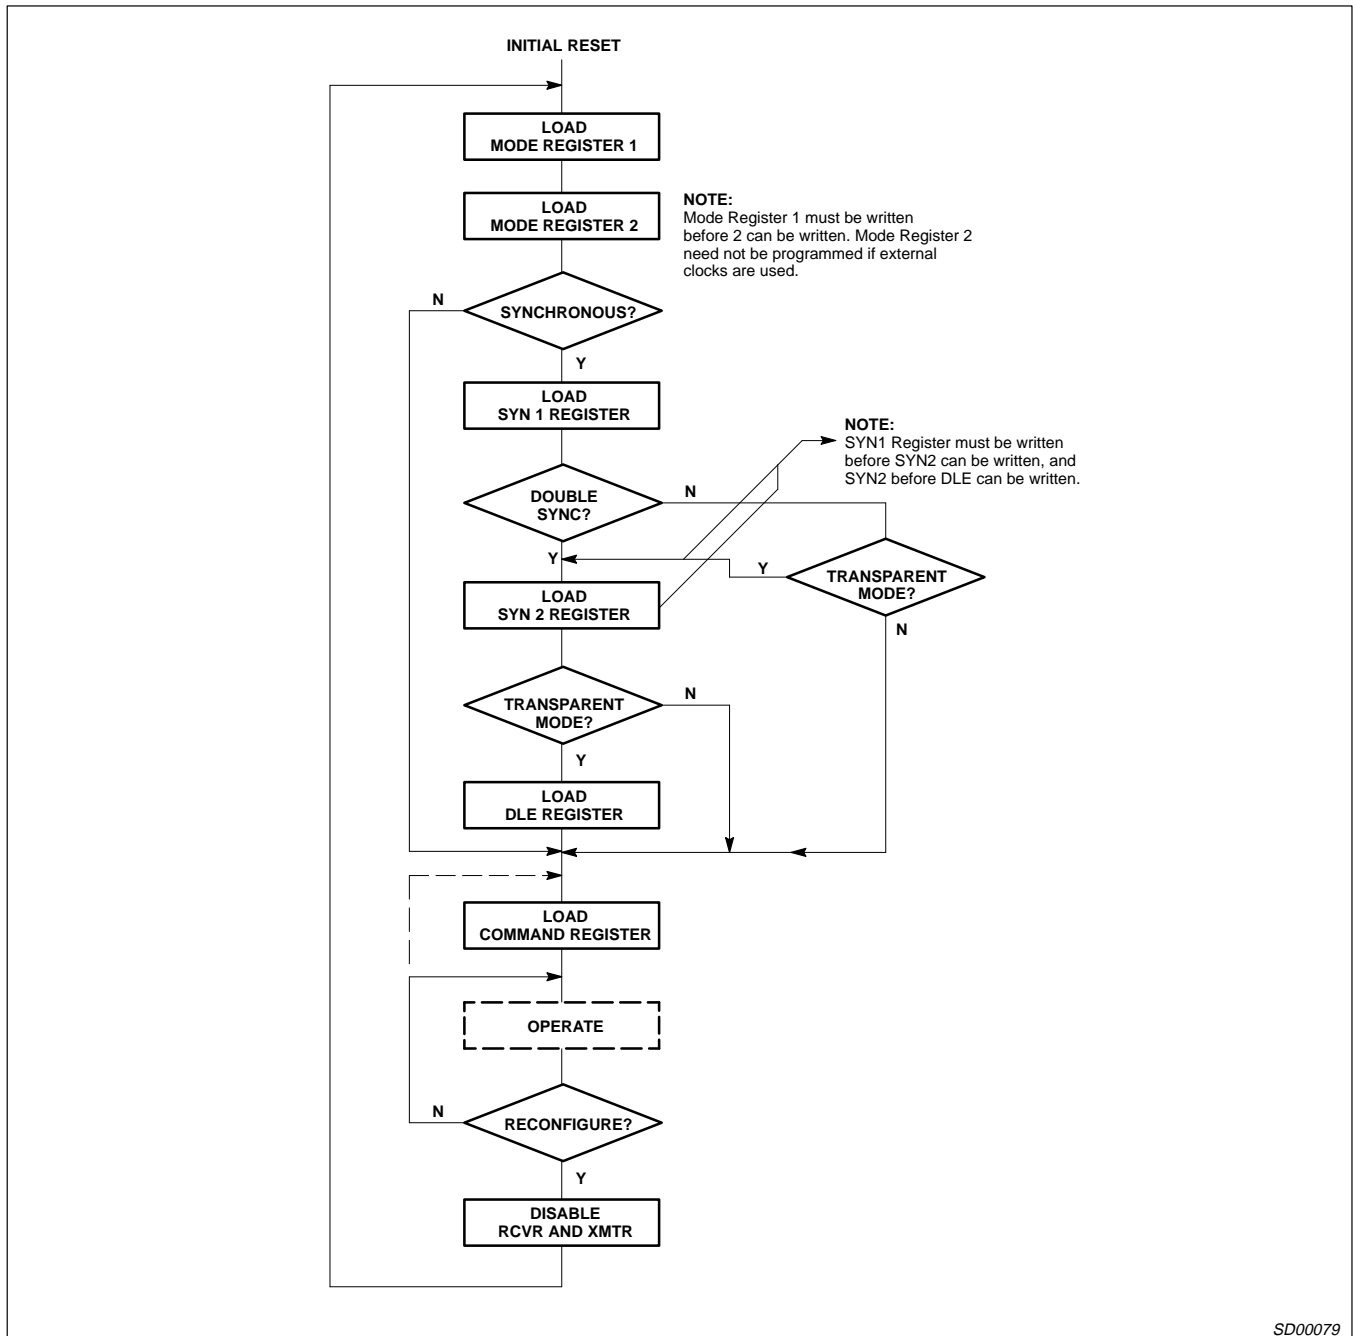 INITIAL RESET
LOAD
MODE REGISTER 1
LOAD
MODE REGISTER 2
NOTE:
Mode Register 1 must be written
before 2 can be written. Mode Register 2
need not be programmed if external
clocks are used.
N
SYNCHRONOUS?
Y
LOAD
SYN 1 REGISTER
NOTE:
SYN1 Register must be written
before SYN2 can be written, and
SYN2 before DLE can be written.
DOUBLE
SYNC?
N
Y
Y
TRANSPARENT
MODE?
N
LOAD
SYN 2 REGISTER
TRANSPARENT
MODE?
N
Y
LOAD
DLE REGISTER
LOAD
COMMAND REGISTER
OPERATE
N
RECONFIGURE?
Y
DISABLE
RCVR AND XMTR
SD00079